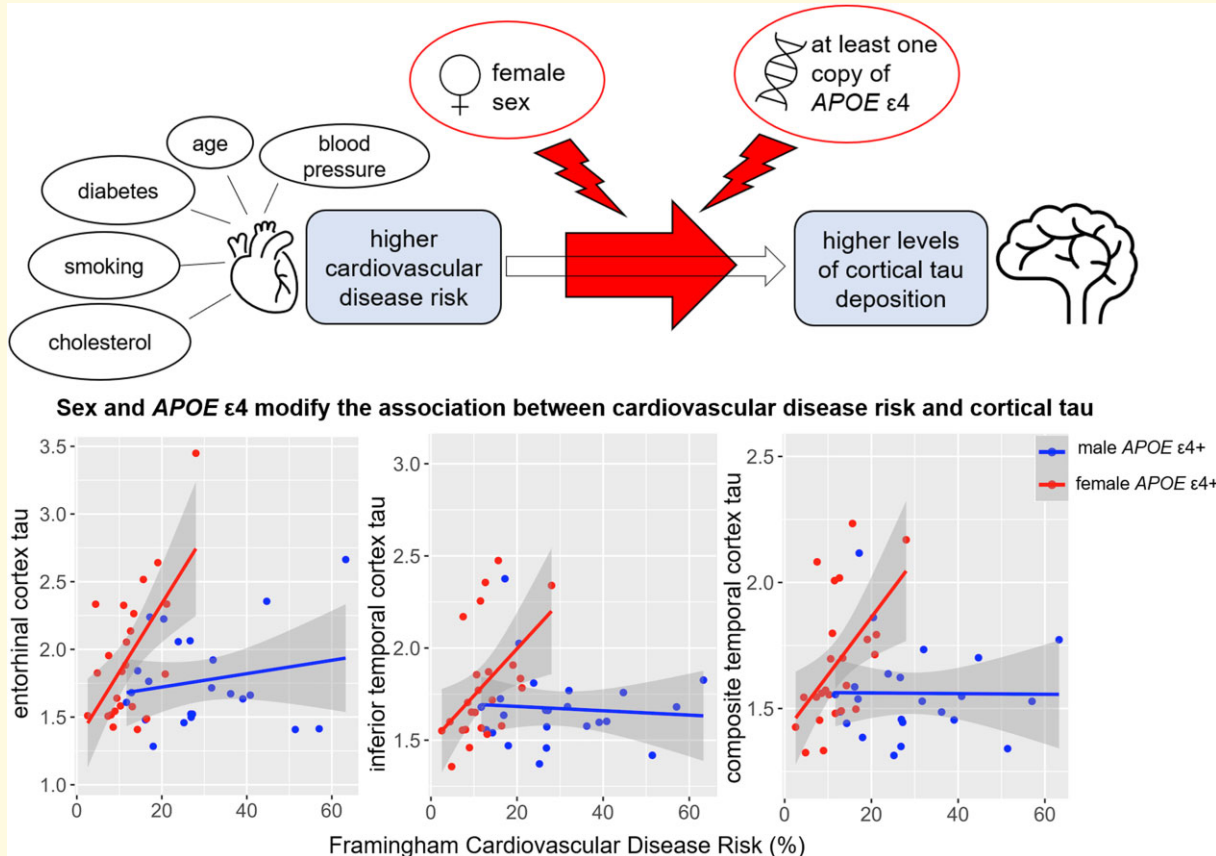 female
sex
at least one
copy of
APOE ε4
age
blood
pressure
diabetes
smoking
cholesterol
higher
cardiovascular
disease risk
higher levels
of cortical tau
deposition
Sex and APOE ε4 modify the association between cardiovascular disease risk and cortical tau
entorhinal cortex tau
3.5
3.0
2.5
2.0
1.5
1.0
0
20
40
60
inferior temporal cortex tau
3.0
2.5
2.0
1.5
0
20
40
60
composite temporal cortex tau
2.5
2.0
1.5
0
20
40
60
male APOE ε4+
female APOE ε4+
Framingham Cardiovascular Disease Risk (%)